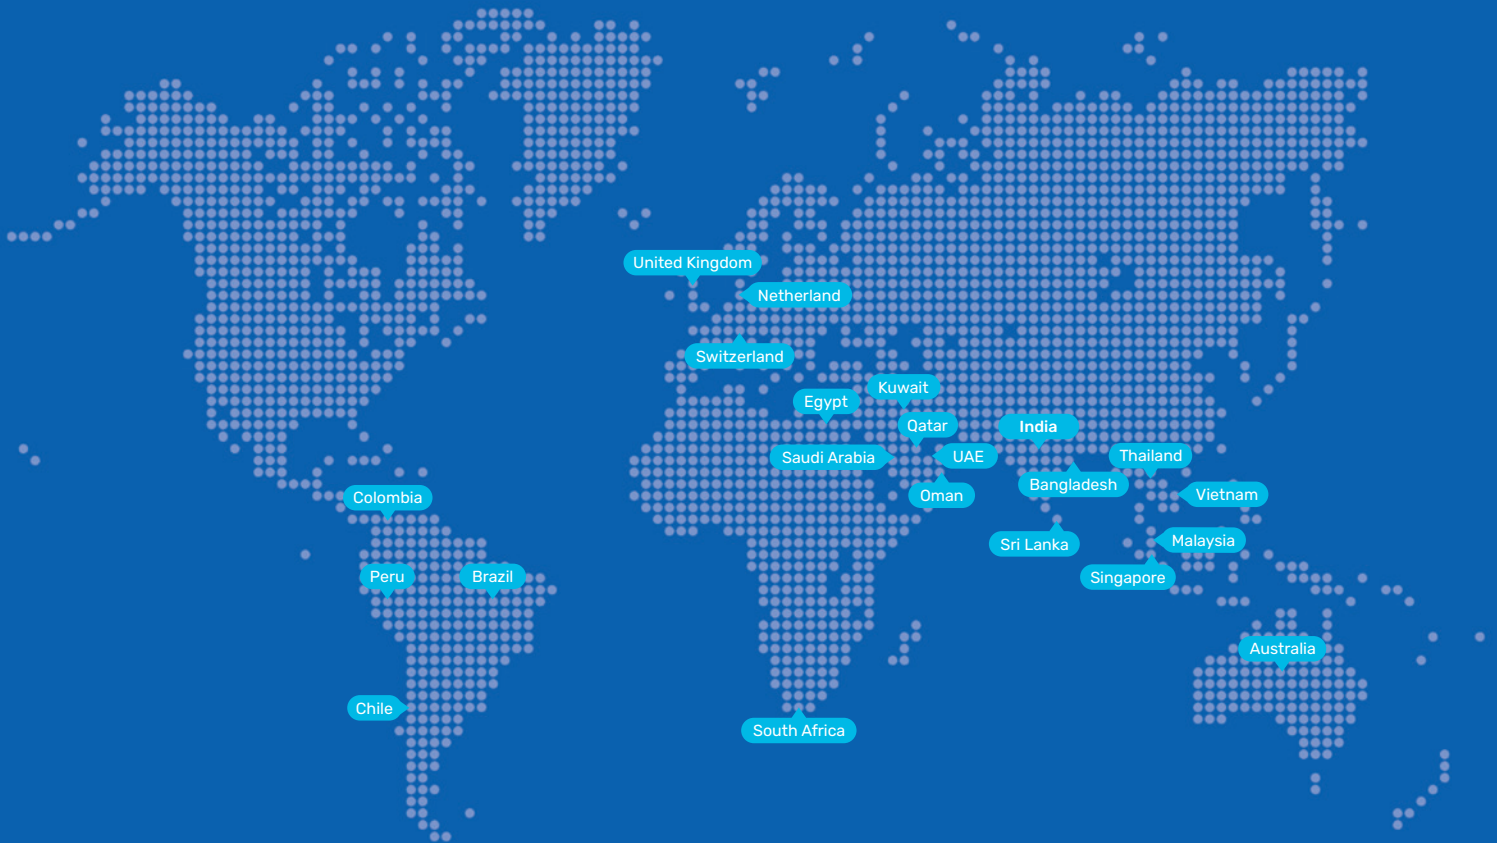 United Kingdom
Netherland
Switzerland
Kuwait
Egypt
Qatar
India
Saudi Arabia
UAE
Thailand
Bangladesh
Oman
Vietnam
Colombia
Sri Lanka
Malaysia
Peru
Brazil
Singapore
Australia
Chile
South Africa